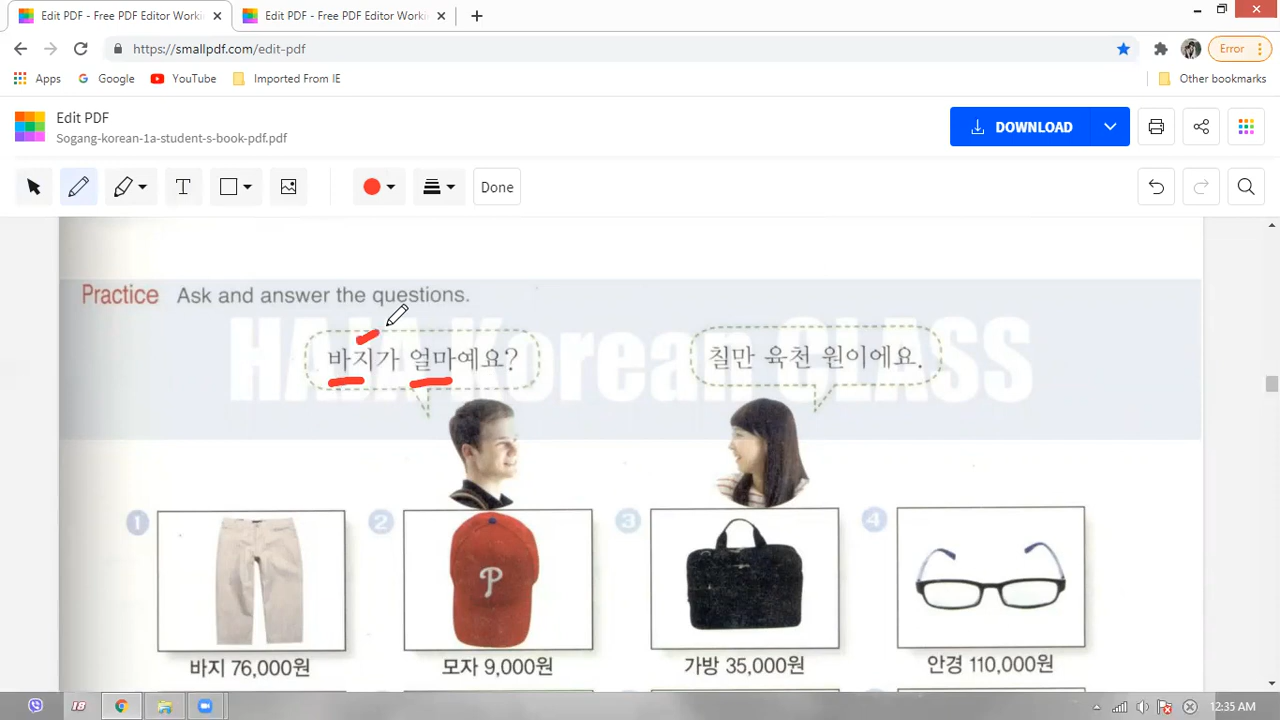 Edit PDF - Free PDF Editor Worki
Edit PDF - Free PDF Editor Worki
https://smallpdf.com/edit-pdf
Error
Apps
Google
YouTube
Imported From IE
Other bookmarks
Edit PDF
Sogang-korean-1a-student-s-book-pdf.pdf
DOWNLOAD
T
Done
Practice Ask and answer the questions.
HALA Korean CLASS
바지가 얼마예요?
칠만 육천 원이에요.
1
2
3
4
P
바지 76,000원
모자 9,000원
가방 35,000원
안경 110,000원
18
12:35 AM